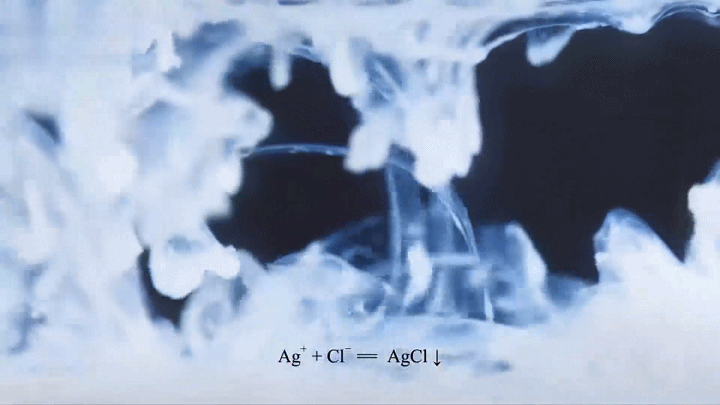 Ag⁺ + Cl⁻ ═ AgCl ↓